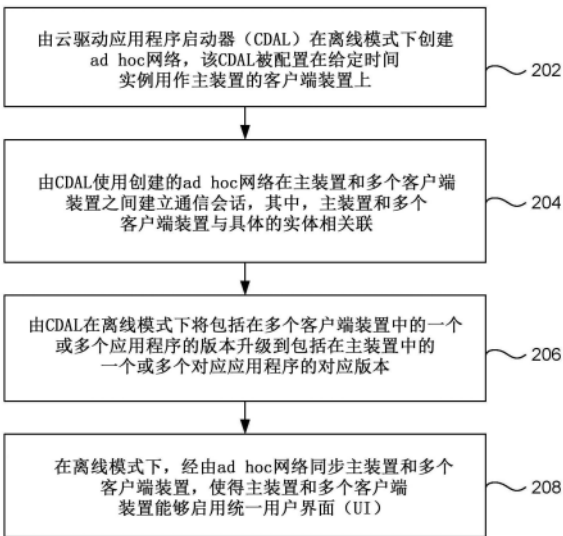 由云驱动应用程序启动器（CDAL）在离线模式下创建
ad hoc网络，该CDAL被配置在给定时间
实例用作主装置的客户端装置上
202
由CDAL使用创建的ad hoc网络在主装置和多个客户端
装置之间建立通信会话，其中，主装置和多个
客户端装置与具体的实体相关联
204
由CDAL在离线模式下将包括在多个客户端装置中的一个
或多个应用程序的版本升级到包括在主装置中的
一个或多个对应应用程序的对应版本
206
在离线模式下，经由ad hoc网络同步主装置和多个
客户端装置，使得主装置和多个客户端
装置能够启用统一用户界面（UI）
208